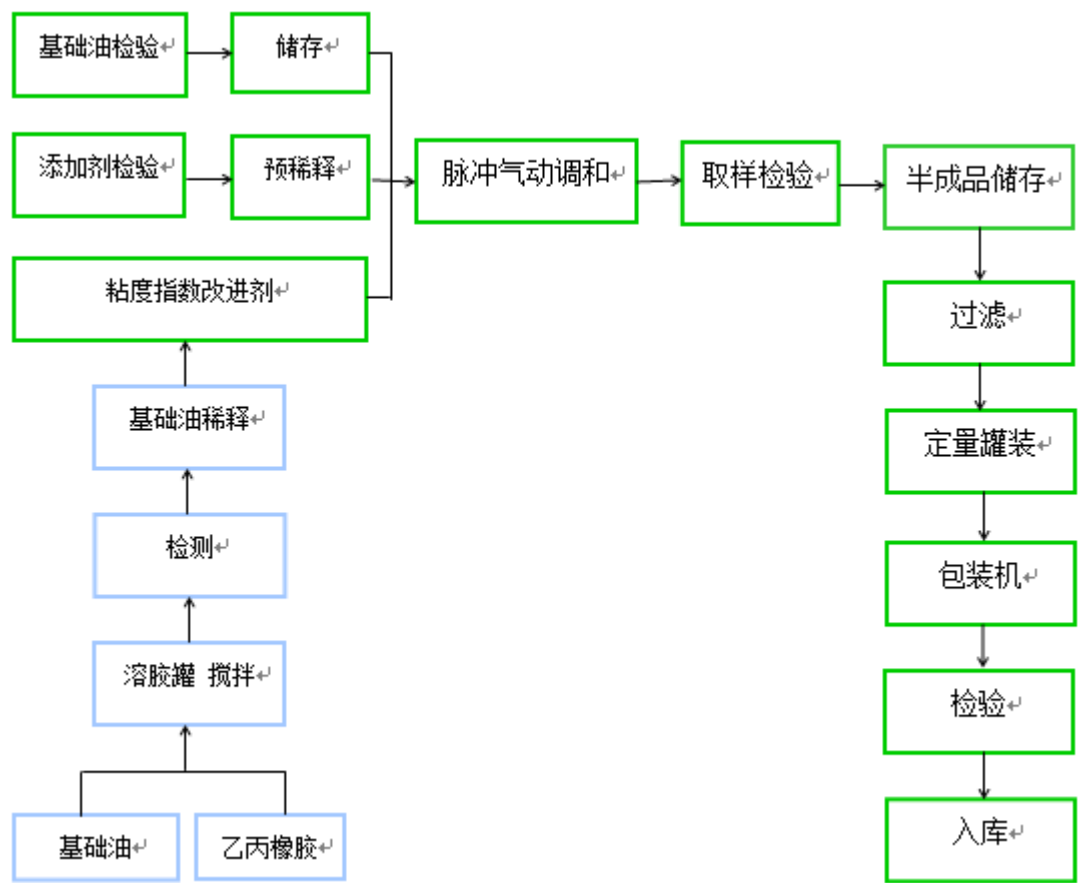 基础油检验
储存
添加剂检验
预稀释
脉冲气动调和
取样检验
半成品储存
粘度指数改进剂
过滤
基础油稀释
定量罐装
检测
包装机
溶胶罐 搅拌
检验
基础油
乙丙橡胶
入库